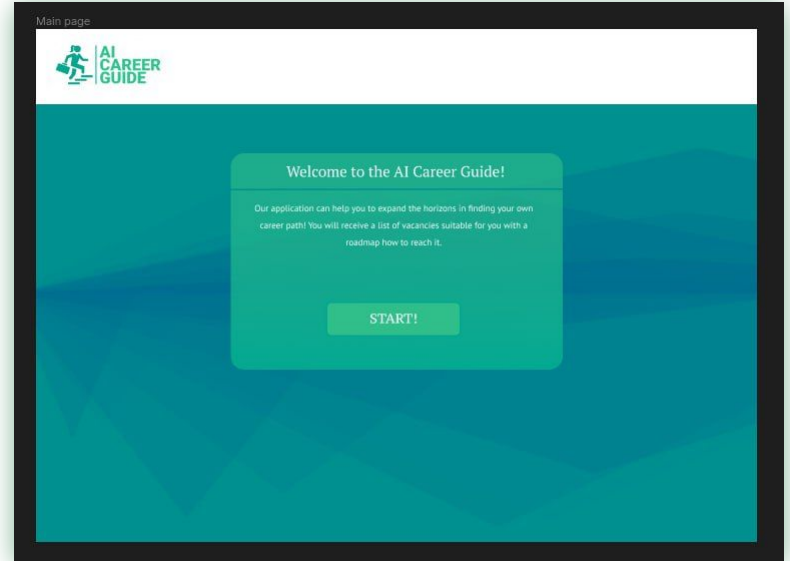 Main page
AI
CAREER
GUIDE
Welcome to the AI Career Guide!
Our application can help you to expand the horizons in finding your own
career path! You will receive a list of vacancies suitable for you with a
roadmap how to reach it.
START!